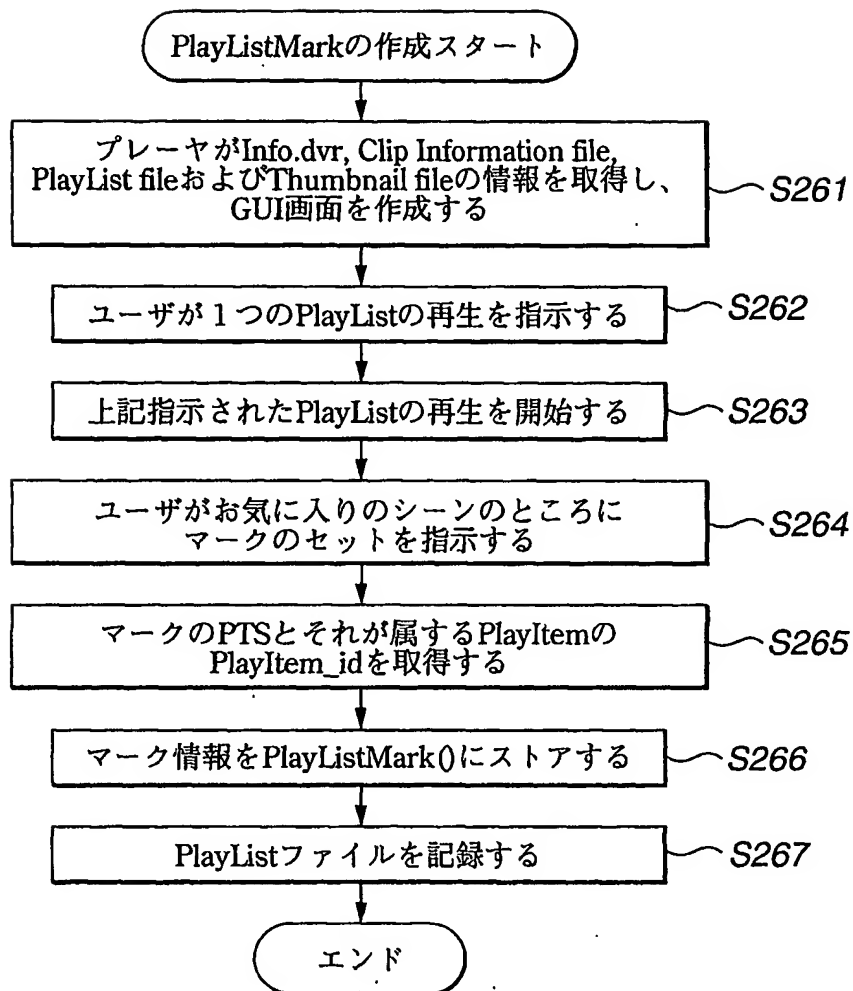 PlayListMarkの作成スタート
プレーヤがInfo.dvr, Clip Information file,
PlayList fileおよびThumbnail fileの情報を取得し、
GUI画面を作成する
S261
ユーザが１つのPlayListの再生を指示する
S262
上記指示されたPlayListの再生を開始する
S263
ユーザがお気に入りのシーンのところに
マークのセットを指示する
S264
マークのPTSとそれが属するPlayItemの
PlayItem_idを取得する
S265
マーク情報をPlayListMark()にストアする
S266
PlayListファイルを記録する
S267
エンド